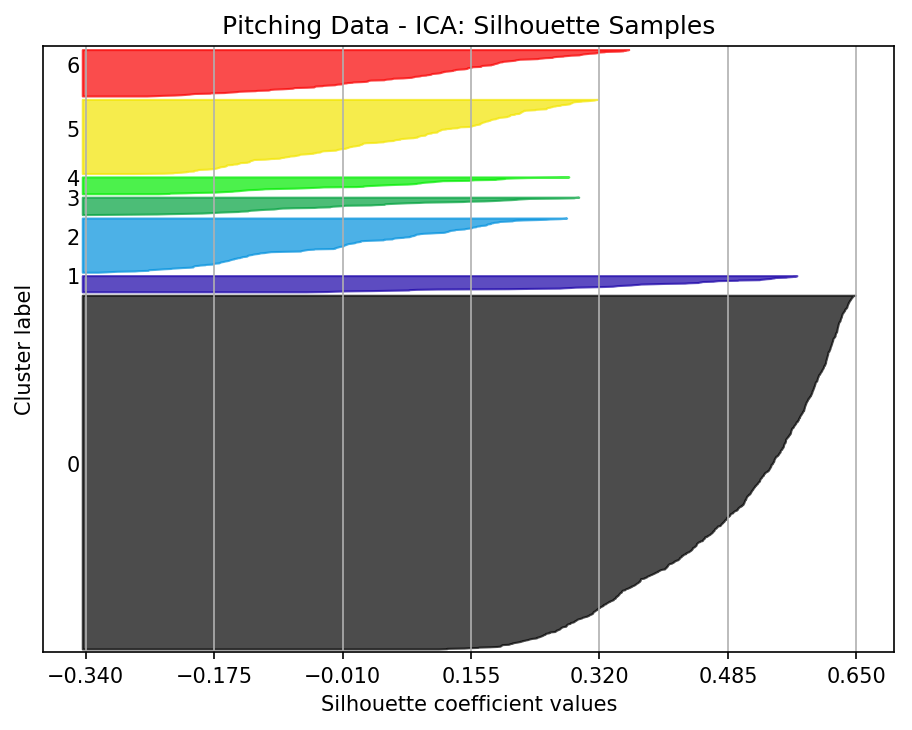 Pitching Data - ICA: Silhouette Samples
6
5
4
3
2
1
0
Cluster label
−0.340 −0.175 −0.010 0.155 0.320 0.485 0.650
Silhouette coefficient values